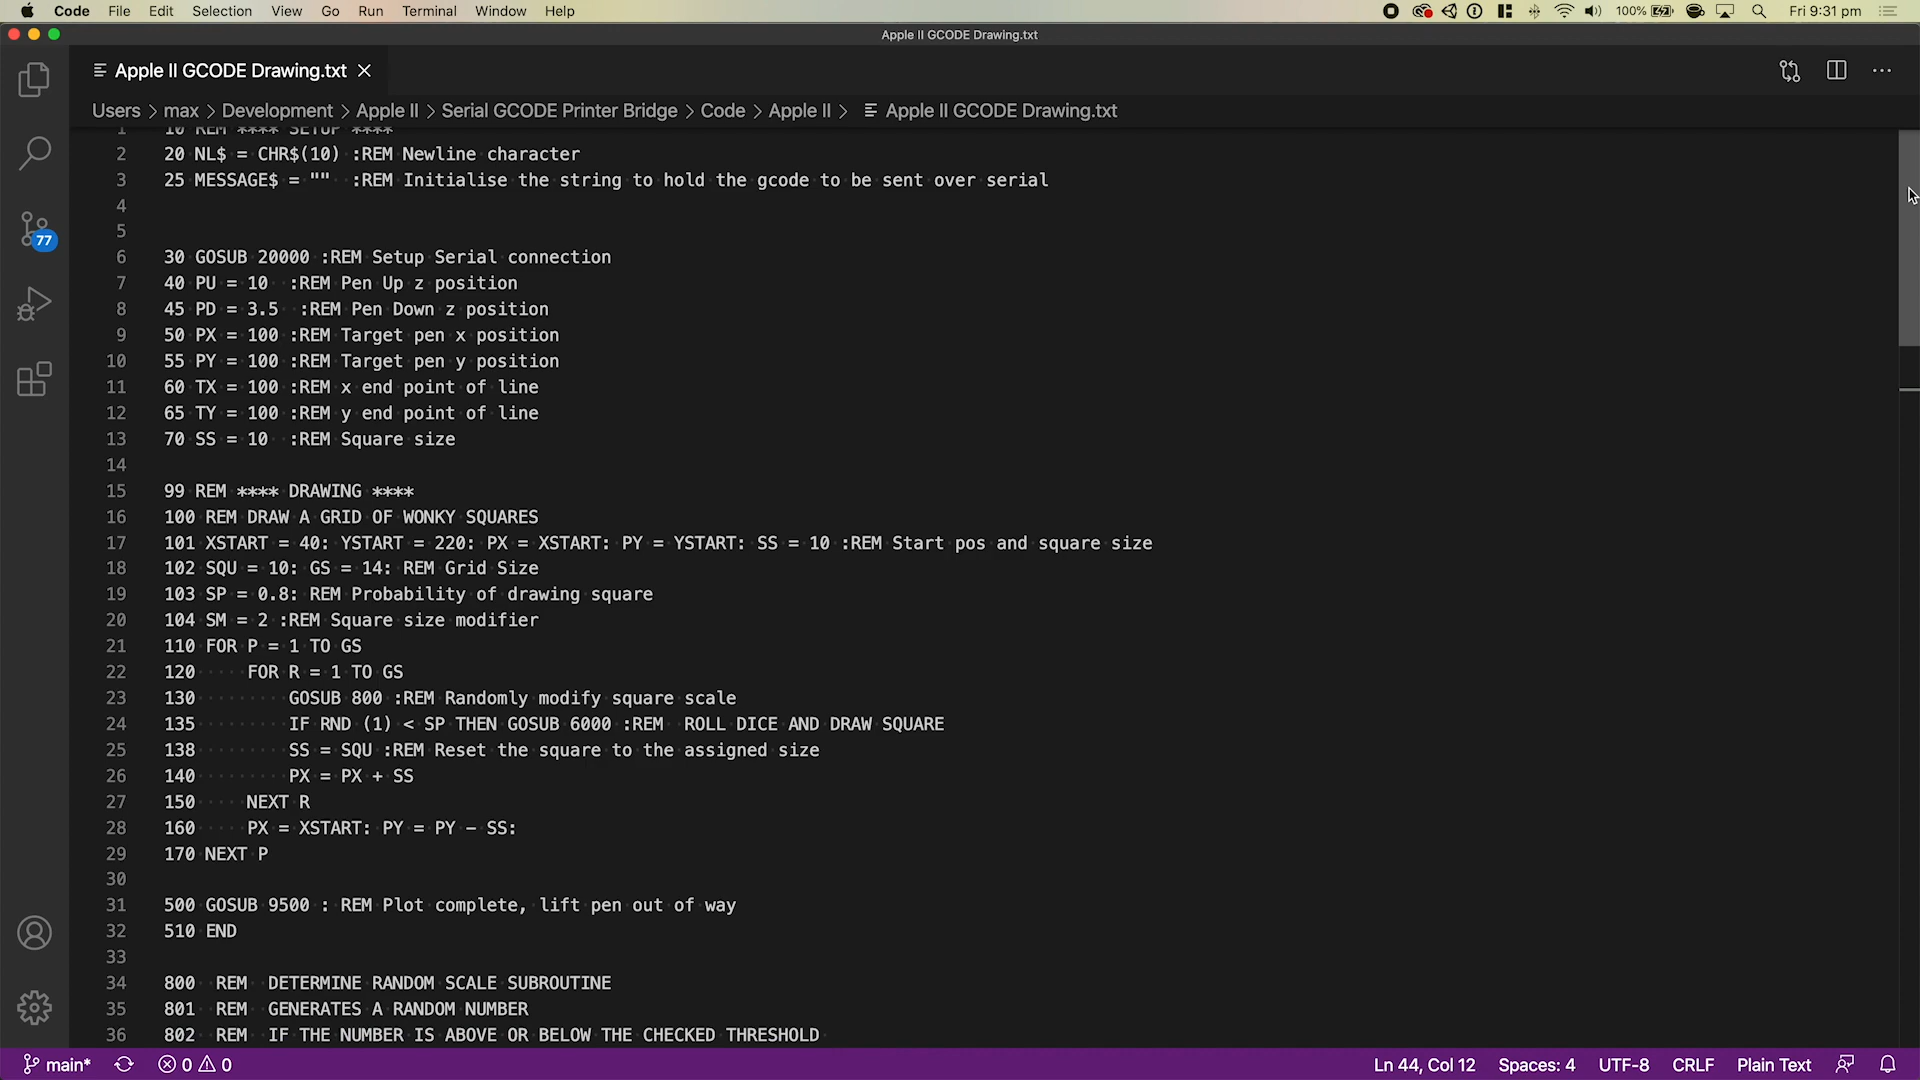 Code File Edit Selection View Go Run Terminal Window Help 100% Fri 9:31 pm
Apple II GCODE Drawing.txt
Apple II GCODE Drawing.txt
Users > max > Development > Apple II > Serial GCODE Printer Bridge > Code > Apple II > Apple II GCODE Drawing.txt
1 10 REM **** SETUP ****
2 20 NL$ = CHR$(10) :REM Newline character
3 25 MESSAGE$ = ""  :REM Initialise the string to hold the gcode to be sent over serial
4
5
6 30 GOSUB 20000 :REM Setup Serial connection
7 40 PU = 10  :REM Pen Up z position
8 45 PD = 3.5  :REM Pen Down z position
9 50 PX = 100 :REM Target pen x position
10 55 PY = 100 :REM Target pen y position
11 60 TX = 100 :REM x end point of line
12 65 TY = 100 :REM y end point of line
13 70 SS = 10  :REM Square size
14
15 99 REM **** DRAWING ****
16 100 REM DRAW A GRID OF WONKY SQUARES
17 101 XSTART = 40: YSTART = 220: PX = XSTART: PY = YSTART: SS = 10 :REM Start pos and square size
18 102 SQU = 10: GS = 14: REM Grid Size
19 103 SP = 0.8: REM Probability of drawing square
20 104 SM = 2 :REM Square size modifier
21 110 FOR P = 1 TO GS
22 120     FOR R = 1 TO GS
23 130         GOSUB 800 :REM Randomly modify square scale
24 135         IF RND (1) < SP THEN GOSUB 6000 :REM  ROLL DICE AND DRAW SQUARE
25 138         SS = SQU :REM Reset the square to the assigned size
26 140         PX = PX + SS
27 150     NEXT R
28 160     PX = XSTART: PY = PY - SS:
29 170 NEXT P
30
31 500 GOSUB 9500 : REM Plot complete, lift pen out of way
32 510 END
33
34 800  REM  DETERMINE RANDOM SCALE SUBROUTINE
35 801  REM  GENERATES A RANDOM NUMBER
36 802  REM  IF THE NUMBER IS ABOVE OR BELOW THE CHECKED THRESHOLD
77
main* 0 0 Ln 44, Col 12 Spaces: 4 UTF-8 CRLF Plain Text